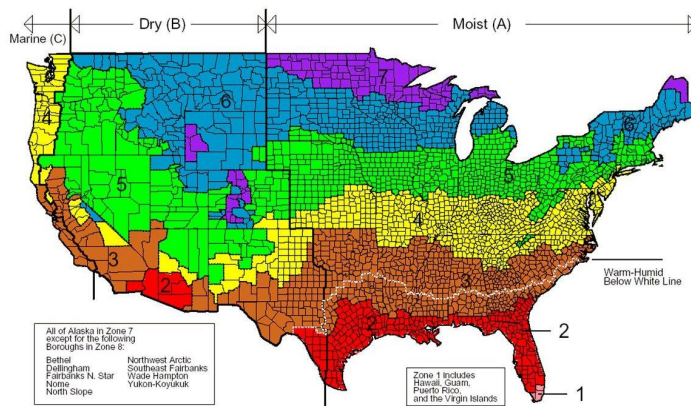 Marine (C)
Dry (B)
Moist (A)
7
6
6
4
5
5
4
3
3
2
2
Warm-Humid
Below White Line
2
1
All of Alaska in Zone 7
except for the following
Boroughs in Zone 8:
Bethel
Dellingham
Fairbanks N. Star
Nome
North Slope
Northwest Arctic
Southeast Fairbanks
Wade Hampton
Yukon-Koyukuk
Zone 1 includes
Hawaii, Guam,
Puerto Rico,
and the Virgin Islands